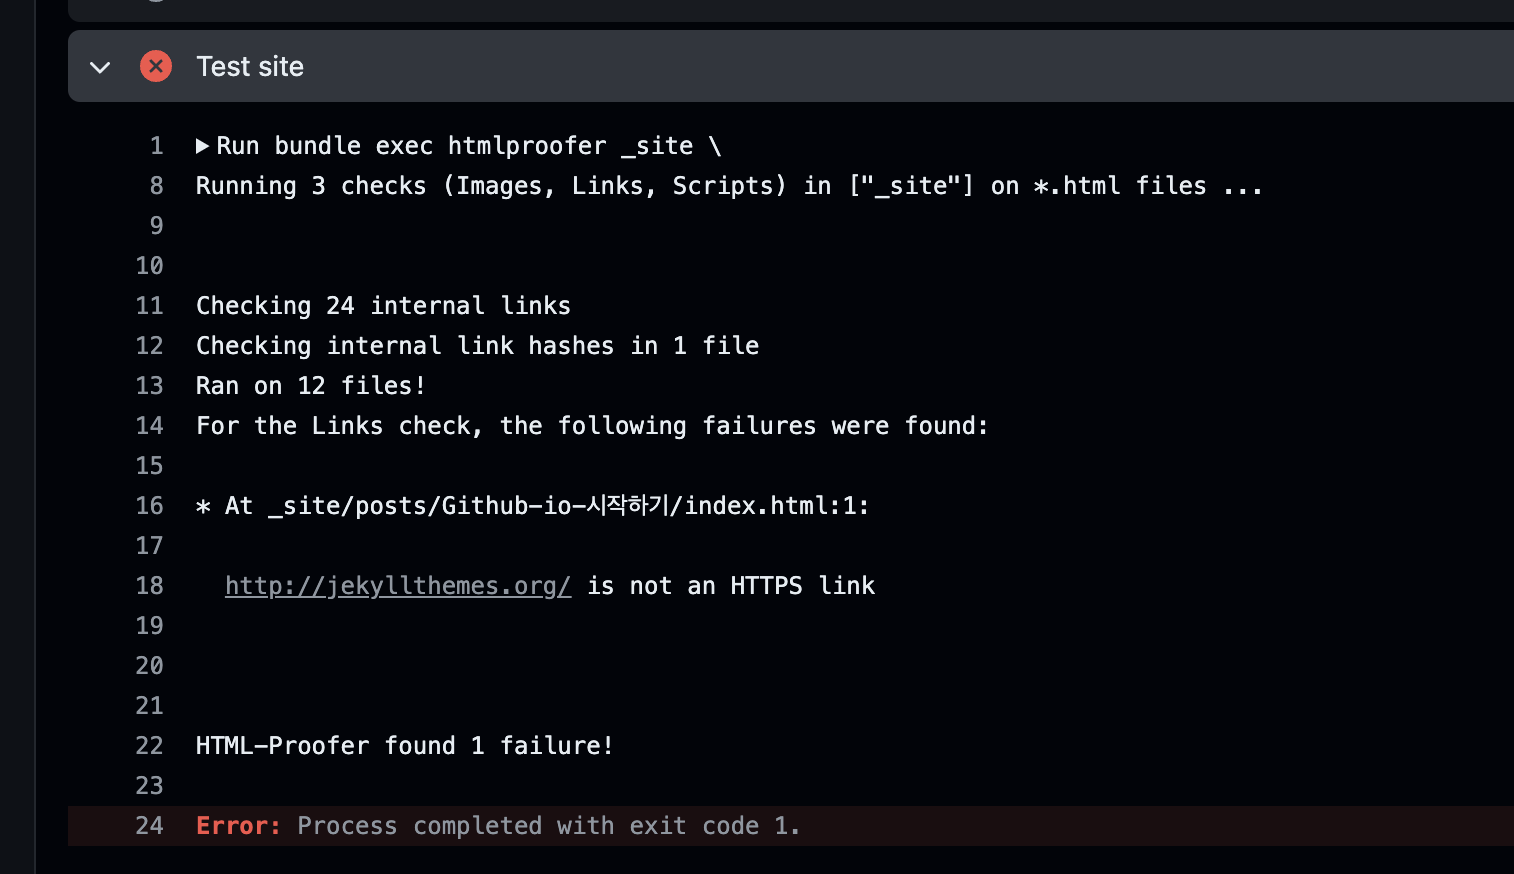 Test site
1 Run bundle exec htmlproofer _site \
8 Running 3 checks (Images, Links, Scripts) in ["_site"] on *.html files ...
9
10
11 Checking 24 internal links
12 Checking internal link hashes in 1 file
13 Ran on 12 files!
14 For the Links check, the following failures were found:
15
16 * At _site/posts/Github-io-시작하기/index.html:1:
17
18 http://jekyllthemes.org/ is not an HTTPS link
19
20
21
22 HTML-Proofer found 1 failure!
23
24 Error: Process completed with exit code 1.